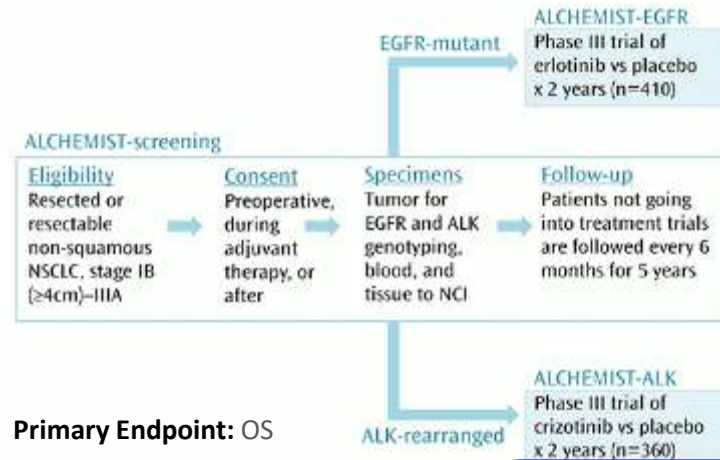 ALCHEMIST-EGFR
EGFR-mutant
Phase III trial of
erlotinib vs placebo
x 2 years (n=410)
ALCHEMIST-screening
Eligibility
Resected or
resectable
non-squamous
NSCLC, stage IB
(≥4cm)–IIIA
Consent
Preoperative,
during
adjuvant
therapy, or
after
Specimens
Tumor for
EGFR and ALK
genotyping,
blood, and
tissue to NCI
Follow-up
Patients not going
into treatment trials
are followed every 6
months for 5 years
ALCHEMIST-ALK
Phase III trial of
crizotinib vs placebo
x 2 years (n=360)
ALK-rearranged
Primary Endpoint: OS